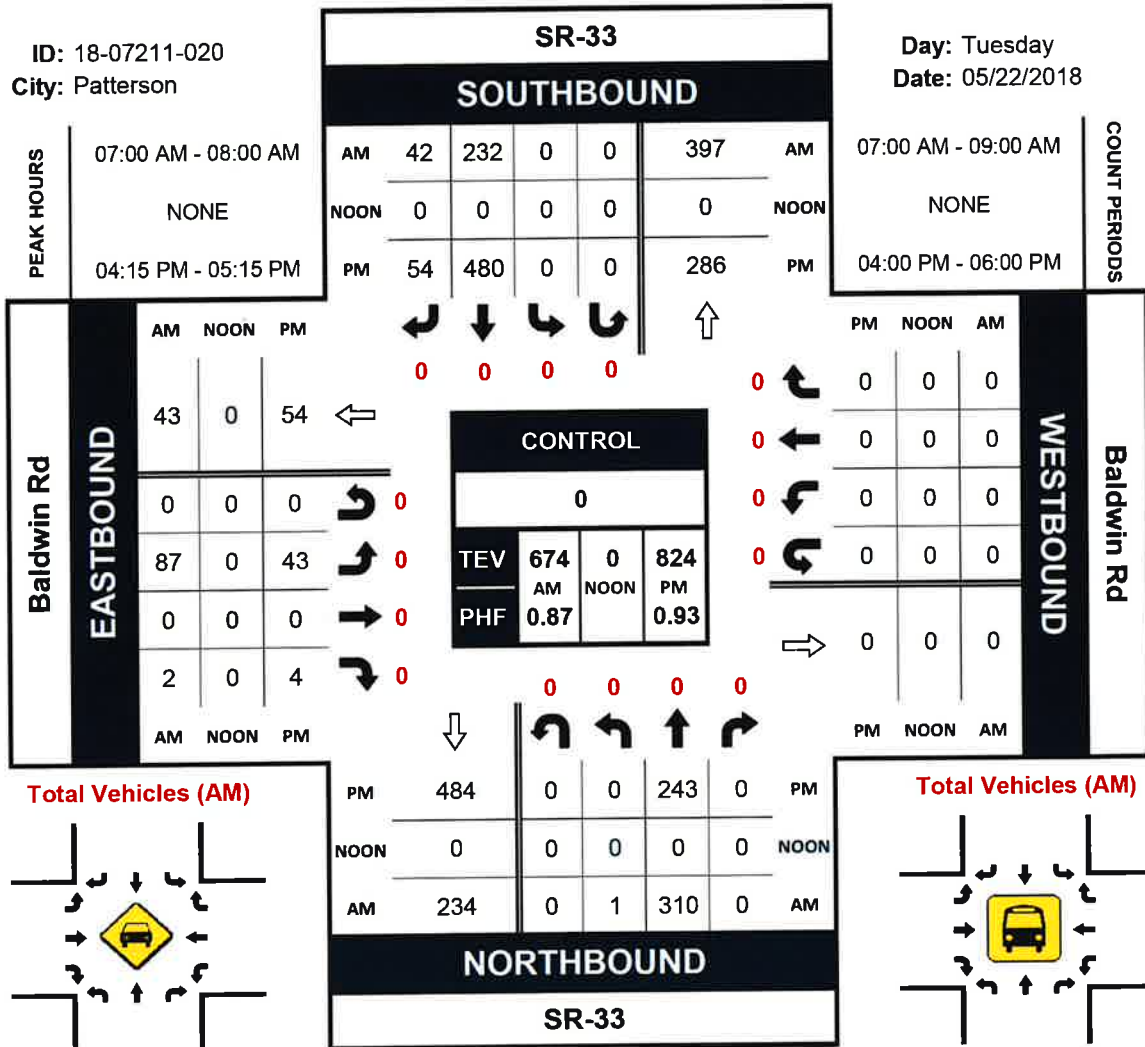 ID: 18-07211-020
City: Patterson
SR-33
SOUTHBOUND
Day: Tuesday
Date: 05/22/2018
PEAK HOURS
07:00 AM - 08:00 AM
NONE
04:15 PM - 05:15 PM
AM 42 232 0 0 397 AM
NOON 0 0 0 0 0 NOON
PM 54 480 0 0 286 PM
07:00 AM - 09:00 AM
NONE
04:00 PM - 06:00 PM
COUNT PERIODS
0 0 0 0
Baldwin Rd
EASTBOUND
AM NOON PM
43 0 54
0 0 0 0
87 0 43 0
0 0 0 0
2 0 4 0
AM NOON PM
CONTROL
0
TEV 674 0 824
AM NOON PM
PHF 0.87 0.93
PM NOON AM
0 0 0 0
0 0 0 0
0 0 0 0
0 0 0 0
0 0 0
PM NOON AM
WESTBOUND
Baldwin Rd
0 0 0 0
PM 484 0 0 243 0 PM
NOON 0 0 0 0 0 NOON
AM 234 0 1 310 0 AM
NORTHBOUND
SR-33
Total Vehicles (AM)
Total Vehicles (AM)